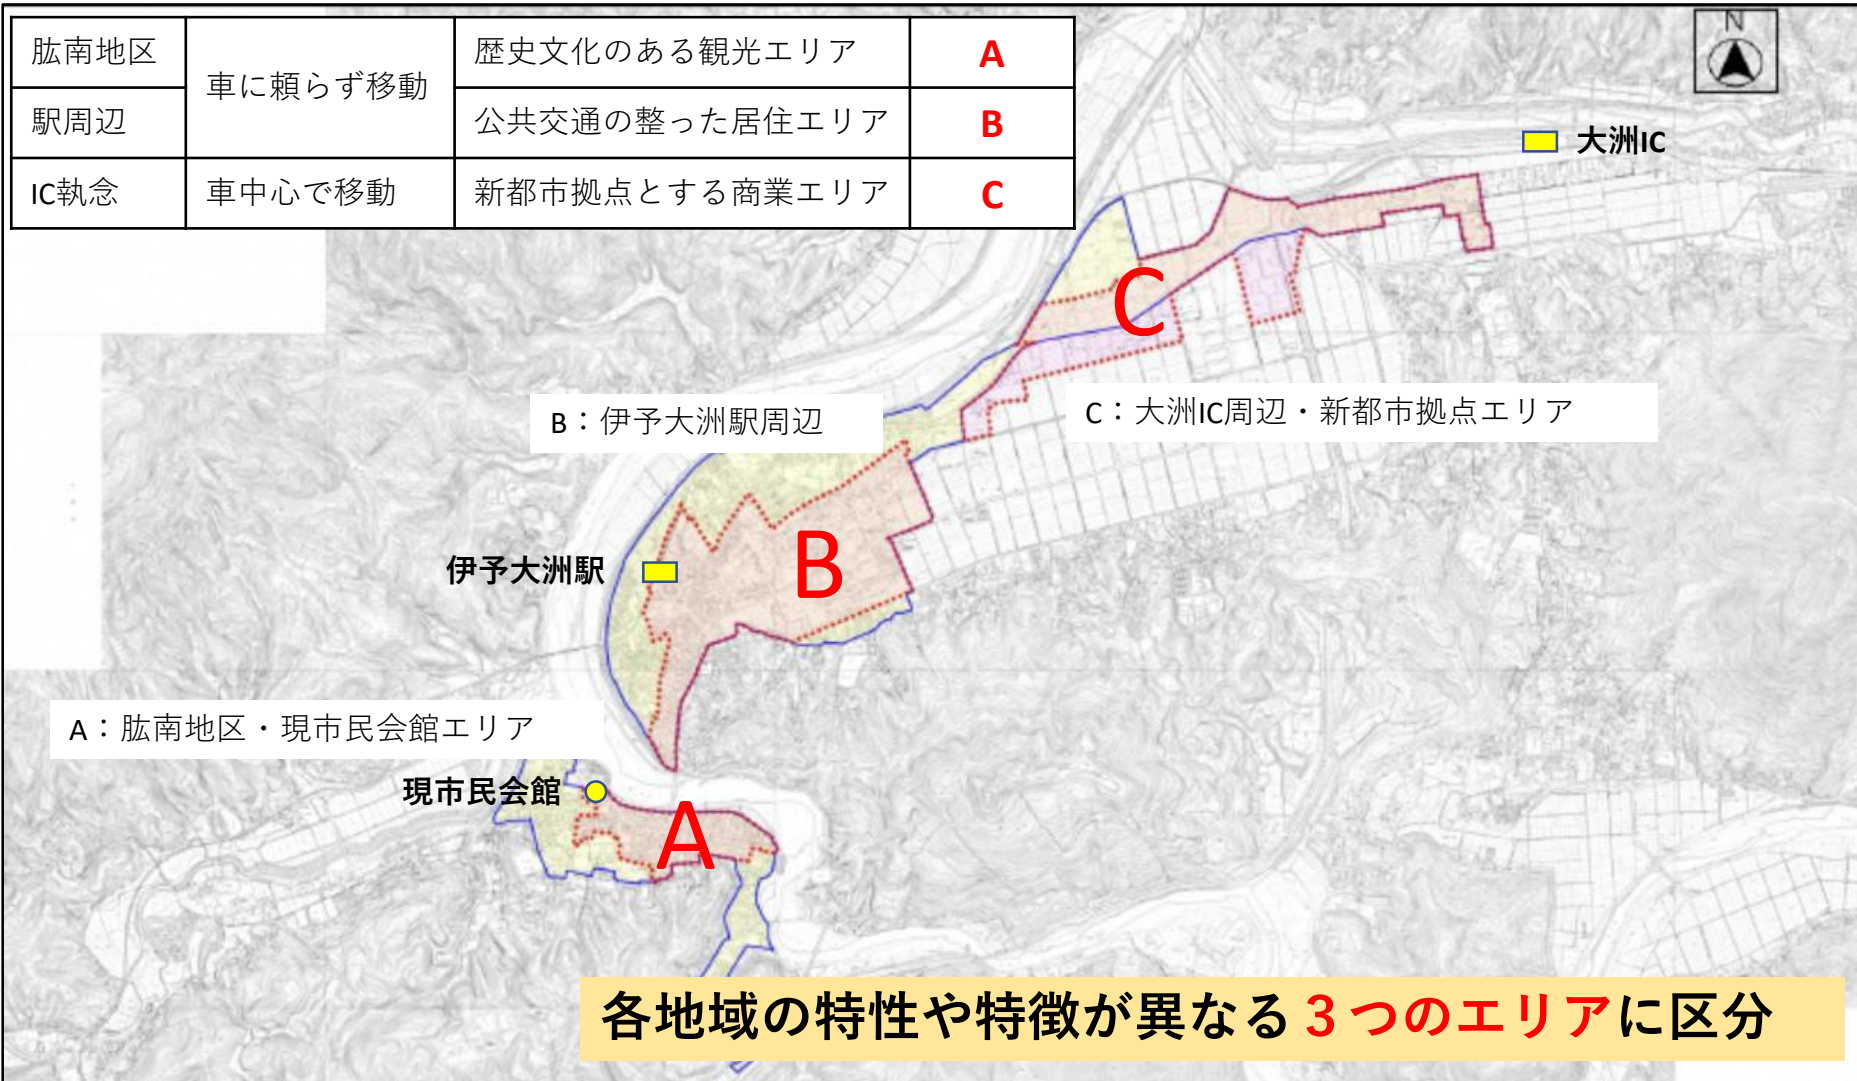 肱南地区 車に頼らず移動 歴史文化のある観光エリア A
駅周辺 公共交通の整った居住エリア B
IC執念 車中心で移動 新都市拠点とする商業エリア C
N
大洲IC
C
B：伊予大洲駅周辺
C：大洲IC周辺・新都市拠点エリア
B
伊予大洲駅
A：肱南地区・現市民会館エリア
現市民会館
A
各地域の特性や特徴が異なる３つのエリアに区分